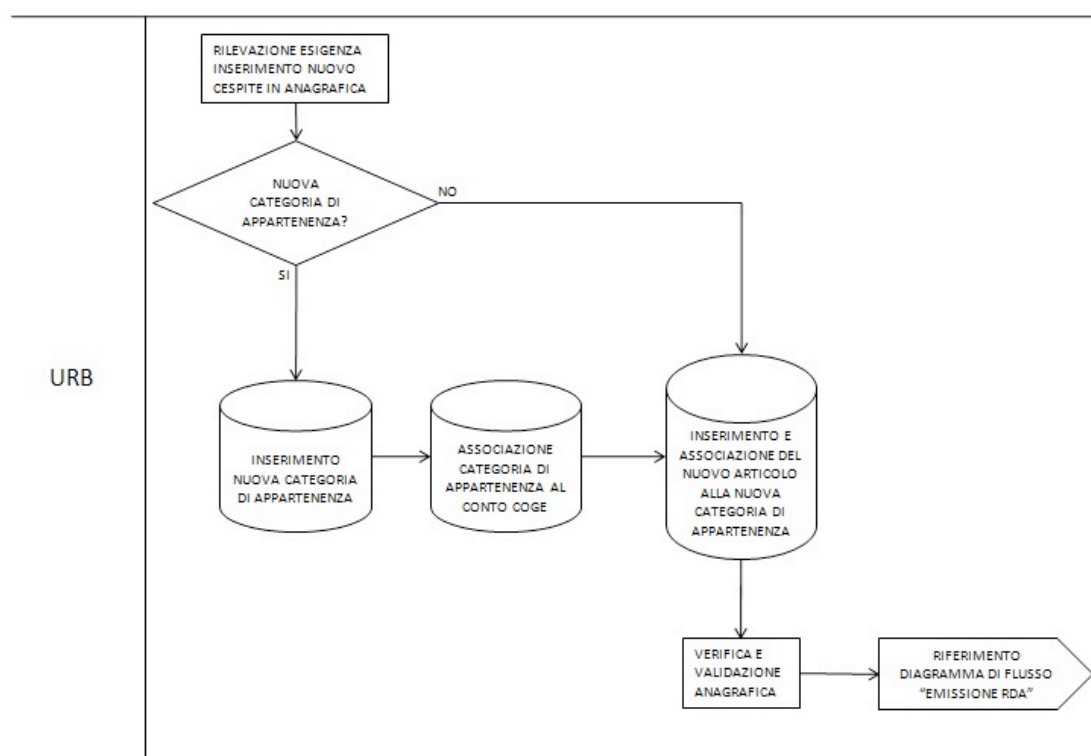 RILEVAZIONE ESIGENZA
INSERIMENTO NUOVO
CESPITE IN ANAGRAFICA
NUOVA
CATEGORIA DI
APPARTENENZA?
NO
SI
URB
INSERIMENTO
NUOVA CATEGORIA
DI APPARTENENZA
ASSOCIAZIONE
CATEGORIA DI
APPARTENENZA AL
CONTO COGE
INSERIMENTO E
ASSOCIAZIONE DEL
NUOVO ARTICOLO
ALLA NUOVA
CATEGORIA DI
APPARTENENZA
VERIFICA E
VALIDAZIONE
ANAGRAFICA
RIFERIMENTO
DIAGRAMMA DI FLUSSO
“EMISSIONE RDA”